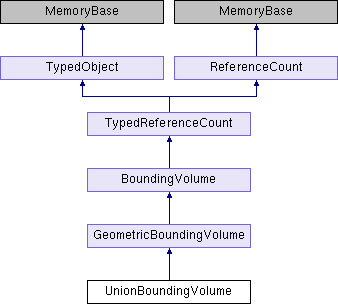 MemoryBase MemoryBase
TypedObject ReferenceCount
TypedReferenceCount
BoundingVolume
GeometricBoundingVolume
UnionBoundingVolume